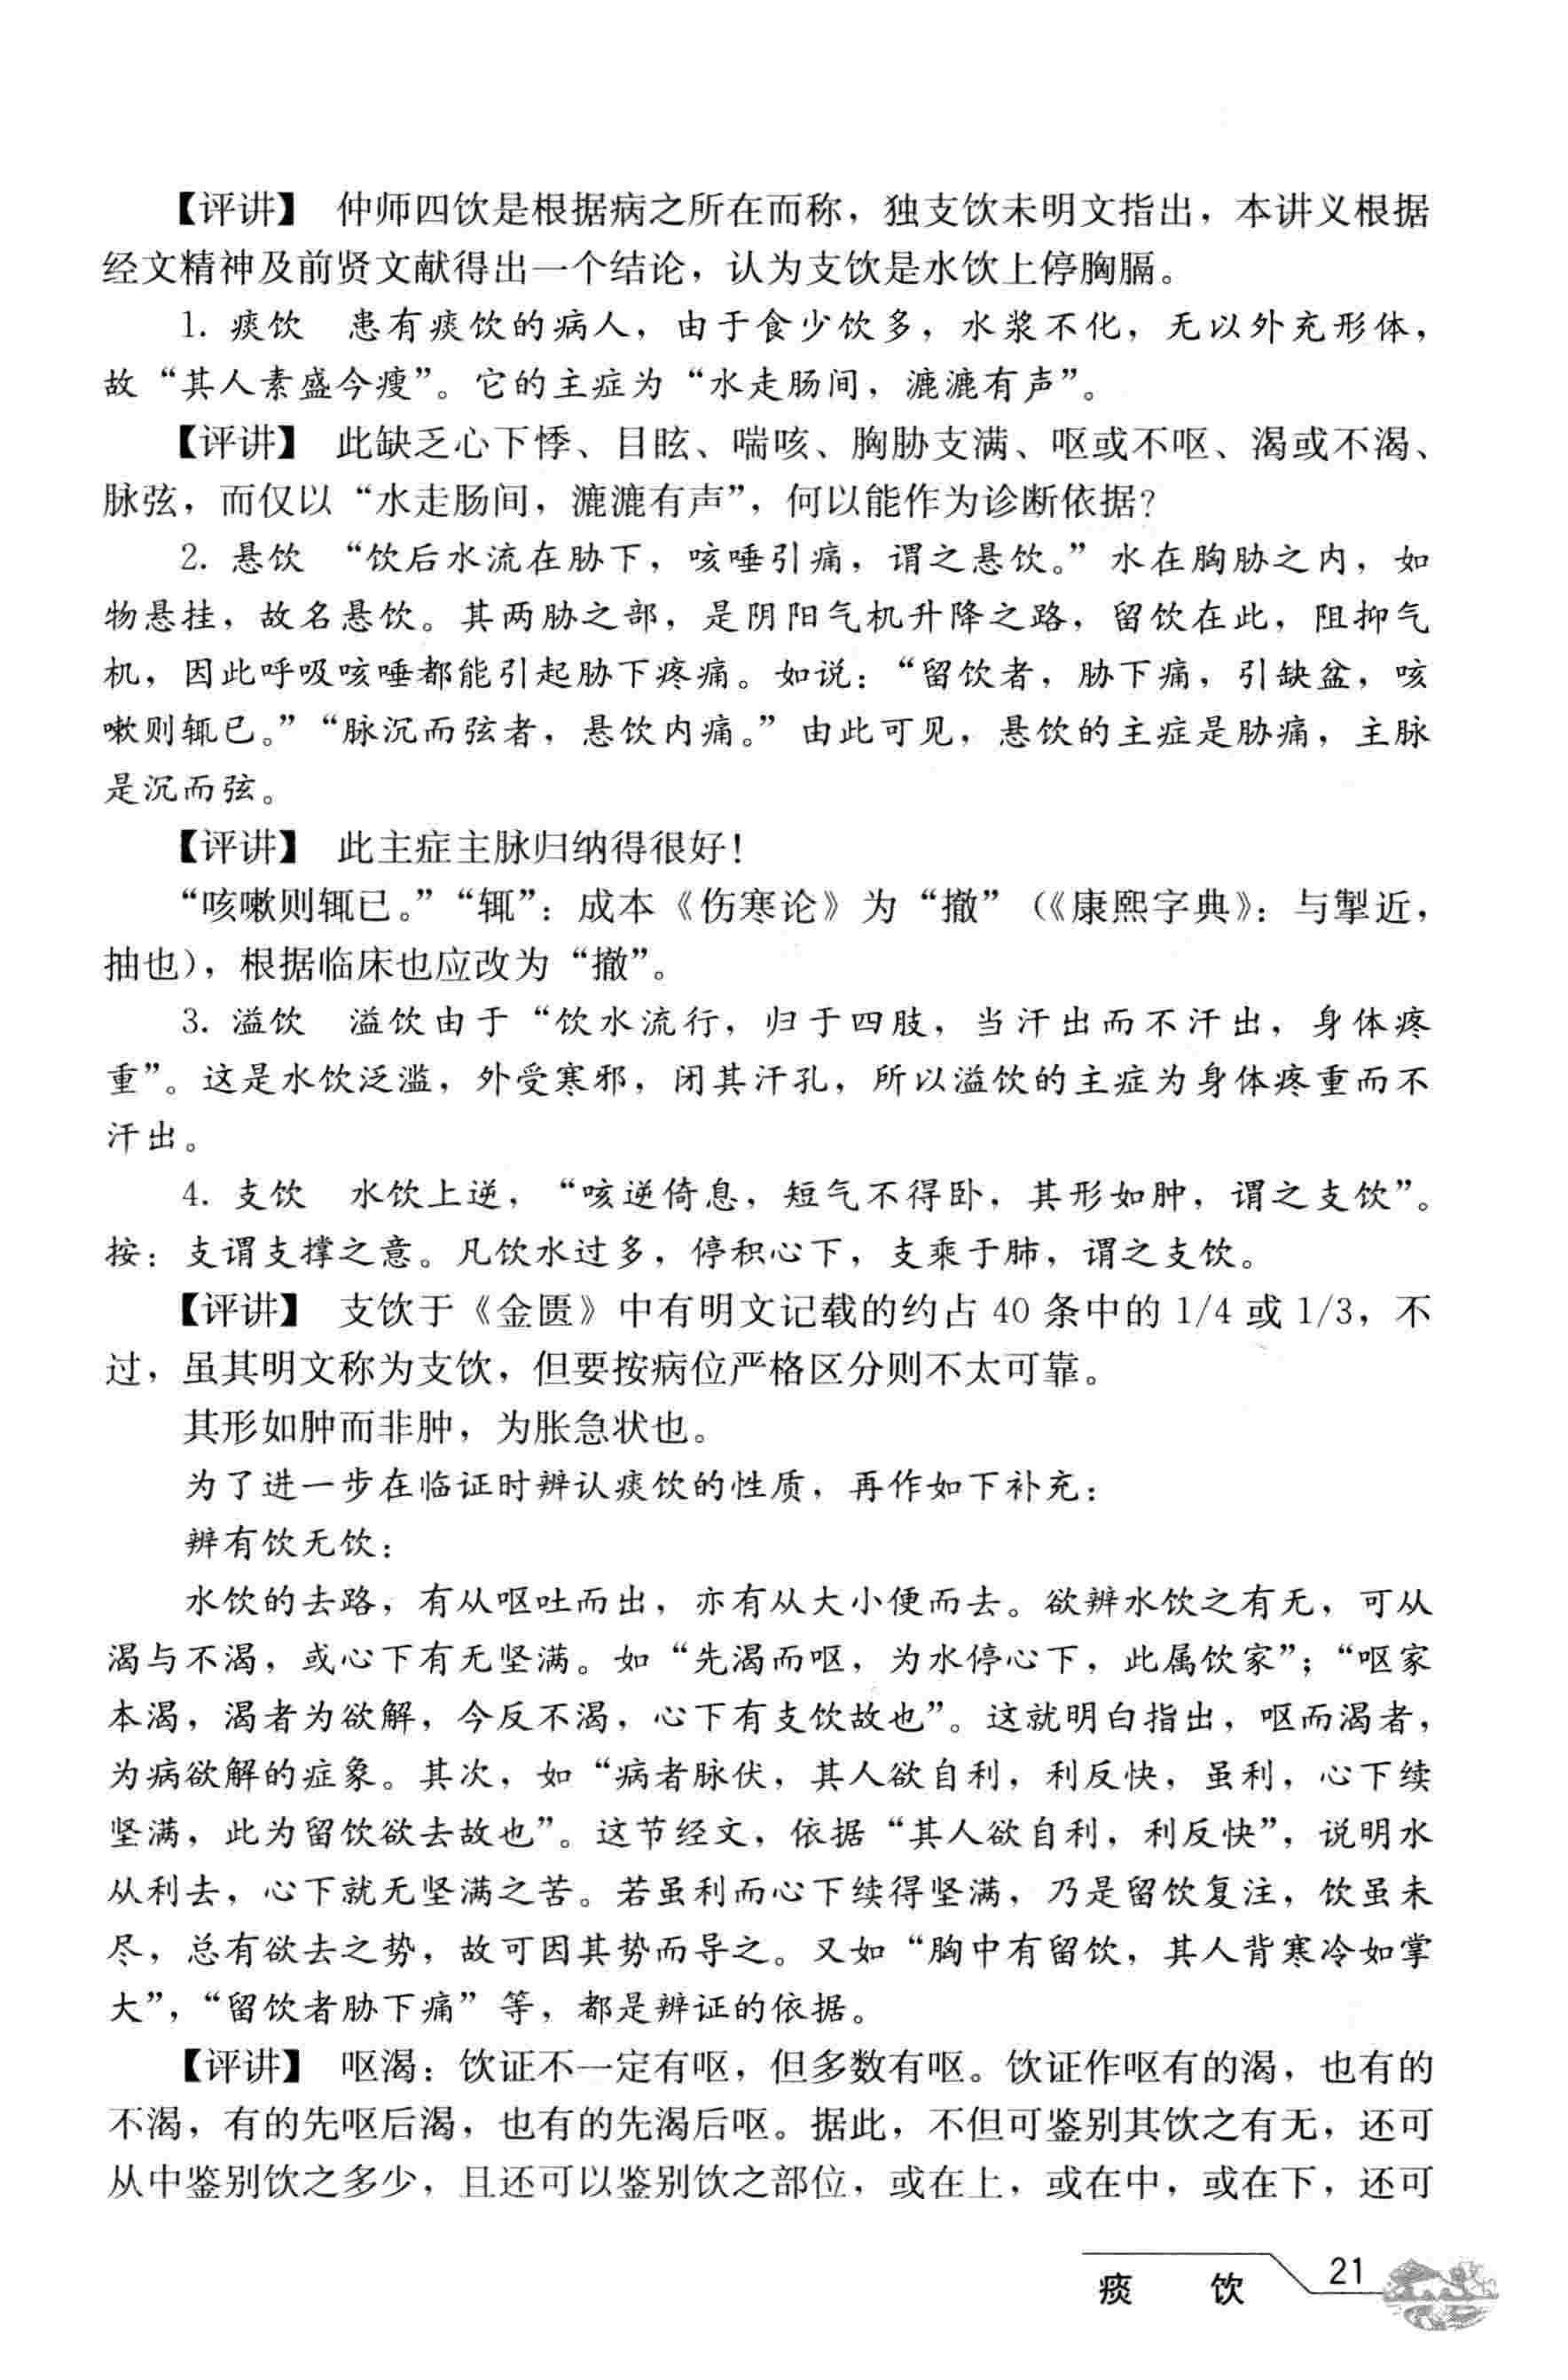 【评讲】 仲师四饮是根据病之所在而称，独支饮未明文指出，本讲义根据
经文精神及前贤文献得出一个结论，认为支饮是水饮上停胸膈。
1. 痰饮 患有痰饮的病人，由于食少饮多，水浆不化，无以外充形体，
故“其人素盛今瘦”。它的主症为“水走肠间，漉漉有声”。
【评讲】 此缺乏心下悸、目眩、喘咳、胸胁支满、呕或不呕、渴或不渴、
脉弦，而仅以“水走肠间，漉漉有声”，何以能作为诊断依据？
2. 悬饮 “饮后水流在胁下，咳唾引痛，谓之悬饮。”水在胸胁之内，如
物悬挂，故名悬饮。其两胁之部，是阴阳气机升降之路，留饮在此，阻抑气
机，因此呼吸咳唾都能引起胁下疼痛。如说：“留饮者，胁下痛，引缺盆，咳
嗽则辄已。”“脉沉而弦者，悬饮内痛。”由此可见，悬饮的主症是胁痛，主脉
是沉而弦。
【评讲】 此主症主脉归纳得很好！
“咳嗽则辄已。”“辄”：成本《伤寒论》为“撤”（《康熙字典》：与掣近，
抽也），根据临床也应改为“撤”。
3. 溢饮 溢饮由于“饮水流行，归于四肢，当汗出而不汗出，身体疼
重”。这是水饮泛滥，外受寒邪，闭其汗孔，所以溢饮的主症为身体疼重而不
汗出。
4. 支饮 水饮上逆，“咳逆倚息，短气不得卧，其形如肿，谓之支饮”。
按：支谓支撑之意。凡饮水过多，停积心下，支乘于肺，谓之支饮。
【评讲】 支饮于《金匮》中有明文记载的约占 40 条中的 1/4 或 1/3，不
过，虽其明文称为支饮，但要按病位严格区分则不太可靠。
其形如肿而非肿，为胀急状也。
为了进一步在临证时辨认痰饮的性质，再作如下补充：
辨有饮无饮：
水饮的去路，有从呕吐而出，亦有从大小便而去。欲辨水饮之有无，可从
渴与不渴，或心下有无坚满。如“先渴而呕，为水停心下，此属饮家”；“呕家
本渴，渴者为欲解，今反不渴，心下有支饮故也”。这就明白指出，呕而渴者，
为病欲解的症象。其次，如“病者脉伏，其人欲自利，利反快，虽利，心下续
坚满，此为留饮欲去故也”。这节经文，依据“其人欲自利，利反快”，说明水
从利去，心下就无坚满之苦。若虽利而心下续得坚满，乃是留饮复注，饮虽未
尽，总有欲去之势，故可因其势而导之。又如“胸中有留饮，其人背寒冷如掌
大”，“留饮者胁下痛”等，都是辨证的依据。
【评讲】 呕渴：饮证不一定有呕，但多数有呕。饮证作呕有的渴，也有的
不渴，有的先呕后渴，也有的先渴后呕。据此，不但可鉴别其饮之有无，还可
从中鉴别饮之多少，且还可以鉴别饮之部位，或在上，或在中，或在下，还可
痰 饮 21